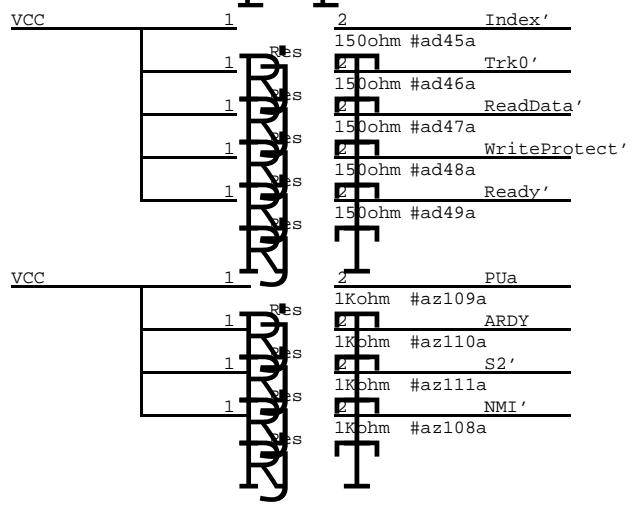 VCC 1 2 Index'
Res 150ohm #ad45a
1 2 Trk0'
Res 150ohm #ad46a
1 2 ReadData'
Res 150ohm #ad47a
1 2 WriteProtect'
Res 150ohm #ad48a
1 2 Ready'
Res 150ohm #ad49a
VCC 1 2 PUa
Res 1Kohm #az109a
1 2 ARDY
Res 1Kohm #az110a
1 2 S2'
Res 1Kohm #az111a
1 2 NMI'
Res 1Kohm #az108a